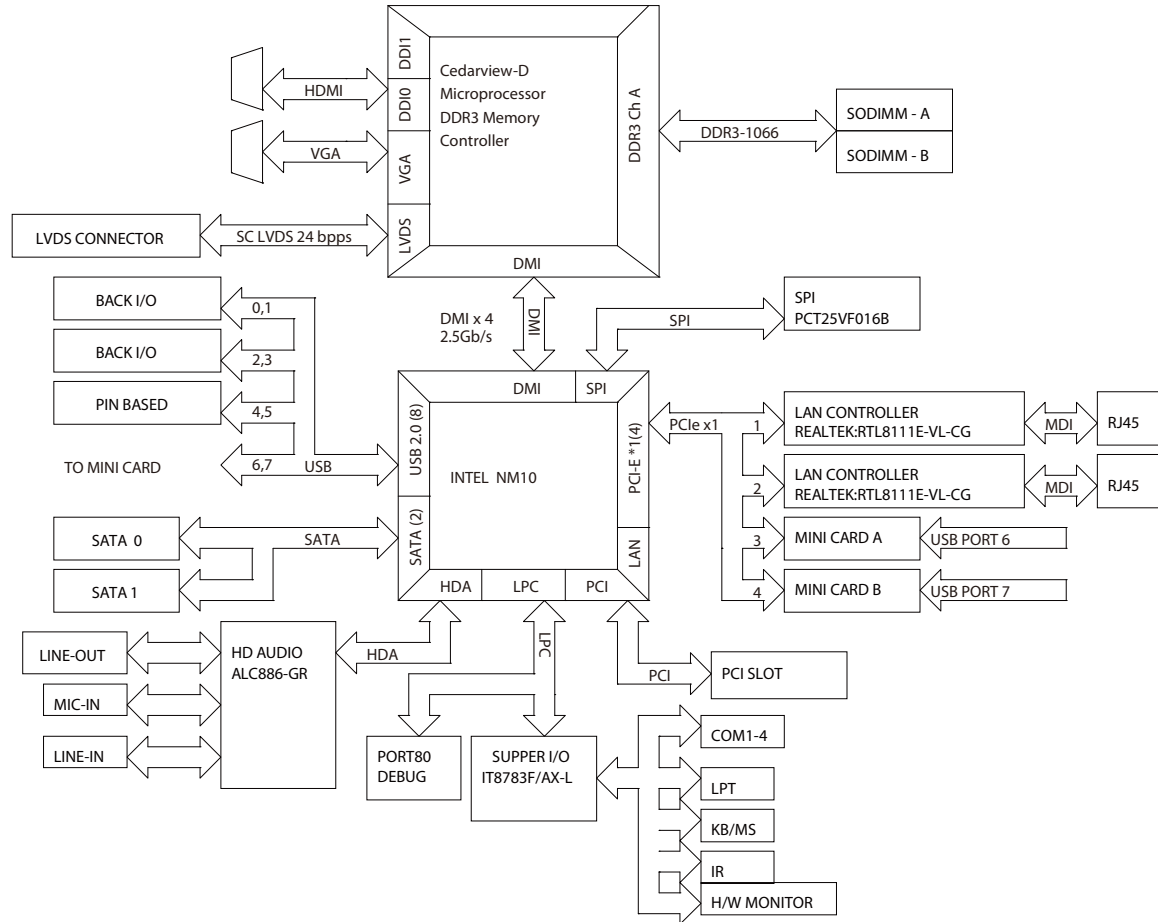 DDI1
DDI0
VGA
LVDS
Cedarview-D
Microprocessor
DDR3 Memory
Controller
DDR3 Ch A
DMI
HDMI
VGA
DDR3-1066
SODIMM - A
SODIMM - B
LVDS CONNECTOR
SC LVDS 24 bpps
BACK I/O
0,1
BACK I/O
2,3
PIN BASED
4,5
TO MINI CARD
6,7
USB
DMI x 4
2.5Gb/s
DMI
SPI
SPI
PCT25VF016B
DMI
SPI
USB 2.0 (8)
SATA (2)
INTEL NM10
PCI-E *1(4)
LAN
HDA
LPC
PCI
PCIe x1
1
LAN CONTROLLER
REALTEK:RTL8111E-VL-CG
MDI
RJ45
2
LAN CONTROLLER
REALTEK:RTL8111E-VL-CG
MDI
RJ45
3
MINI CARD A
USB PORT 6
4
MINI CARD B
USB PORT 7
SATA 0
SATA
SATA 1
LINE-OUT
MIC-IN
LINE-IN
HD AUDIO
ALC886-GR
HDA
LPC
PCI
PCI SLOT
PORT80
DEBUG
SUPPER I/O
IT8783F/AX-L
COM1-4
LPT
KB/MS
IR
H/W MONITOR